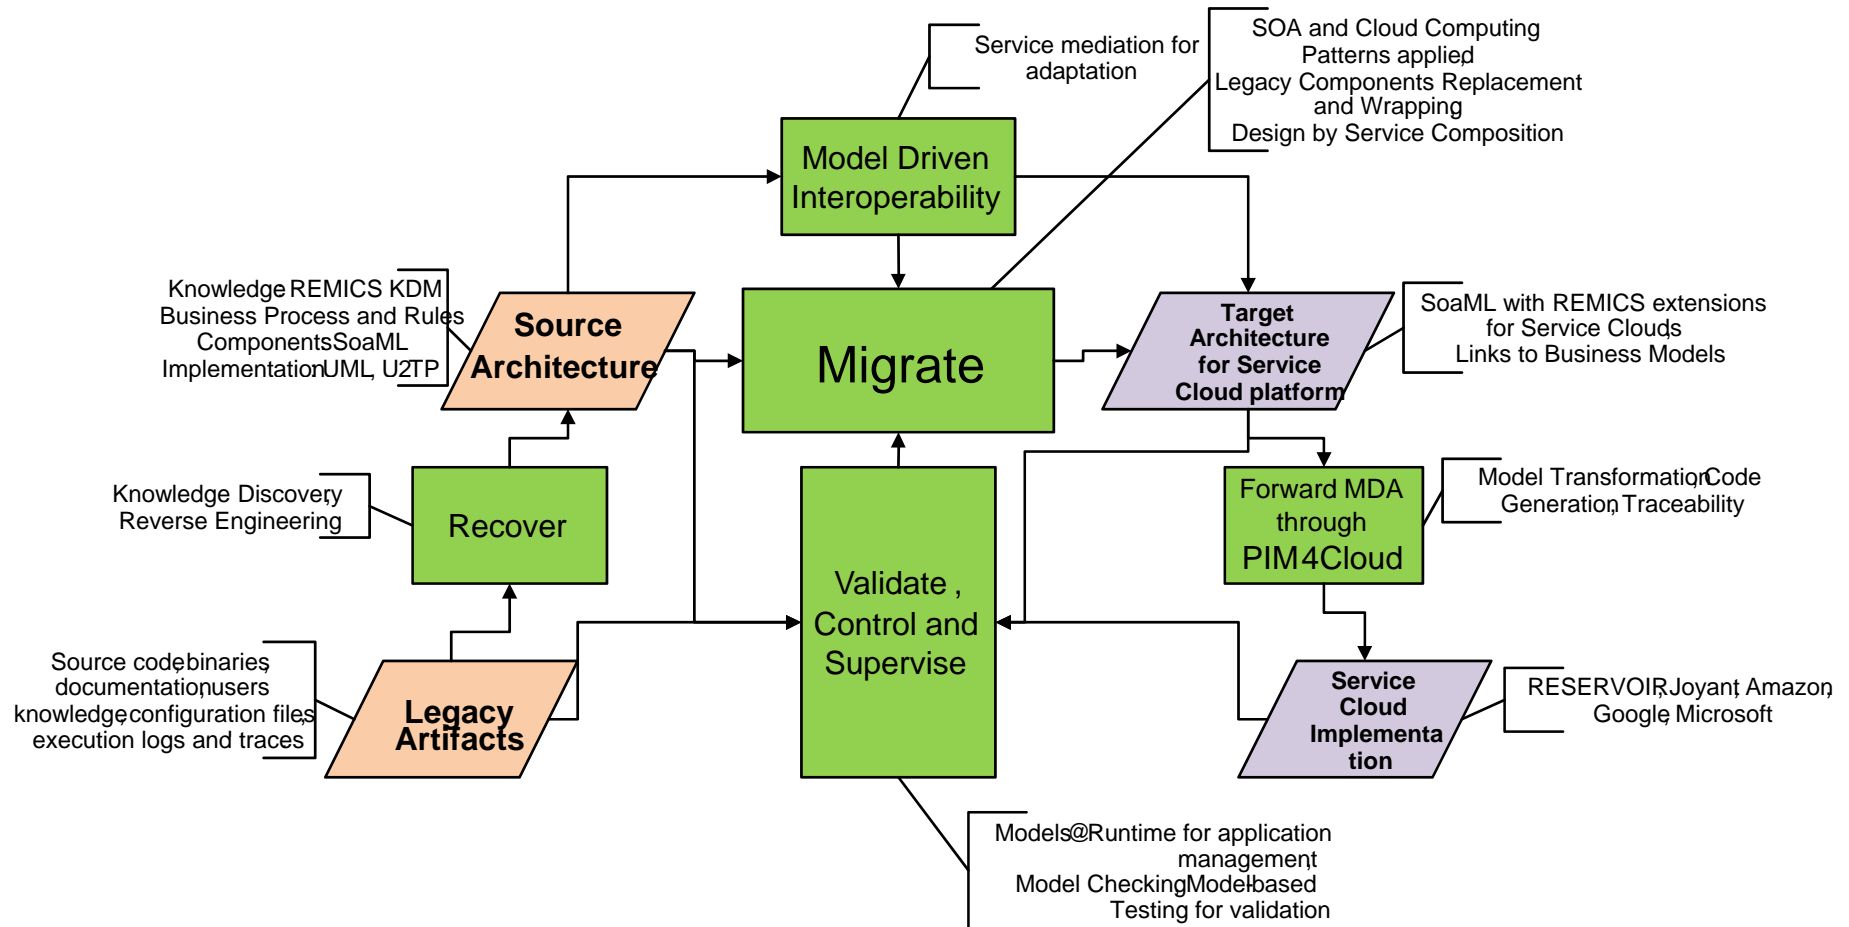 Service mediation for
adaptation
SOA and Cloud Computing
Patterns applied,
Legacy Components Replacement
and Wrapping,
Design by Service Composition
Model Driven
Interoperability
Knowledge: REMICS KDM
Business Process and Rules
Components: SoaML
Implementation: UML, U2TP
Source
Architecture
Migrate
Target
Architecture
for Service
Cloud platform
SoaML with REMICS extensions
for Service Clouds,
Links to Business Models
Knowledge Discovery,
Reverse Engineering
Recover
Validate ,
Control and
Supervise
Forward MDA
through
PIM4Cloud
Model Transformation, Code
Generation, Traceability
Source code, binaries,
documentation, users
knowledge, configuration files,
execution logs and traces
Legacy
Artifacts
Service
Cloud
Implementa
tion
RESERVOIR, Joyant, Amazon,
Google, Microsoft
Models@Runtime for application
management,
Model Checking, Model-based
Testing for validation